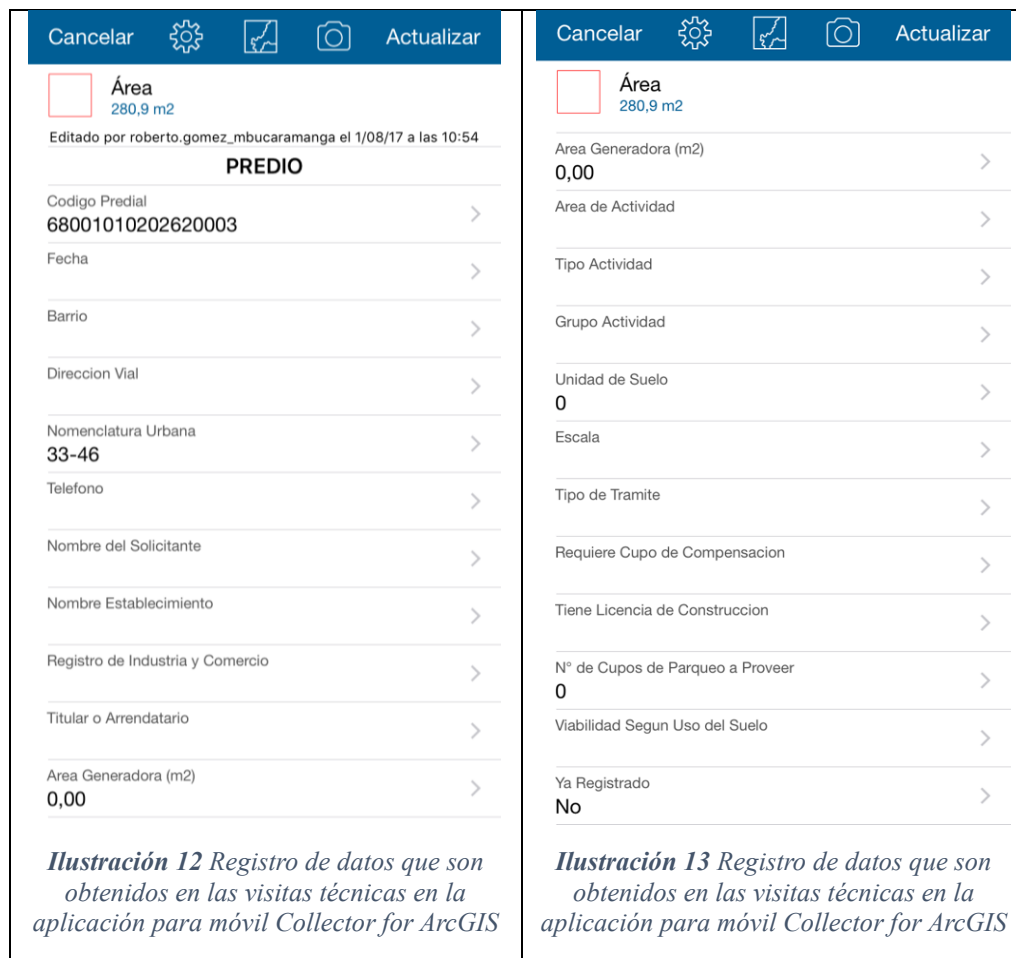 Cancelar Actualizar
Área
280,9 m2
Editado por roberto.gomez_mbucaramanga el 1/08/17 a las 10:54
PREDIO
Codigo Predial
68001010202620003
Fecha
Barrio
Direccion Vial
Nomenclatura Urbana
33-46
Telefono
Nombre del Solicitante
Nombre Establecimiento
Registro de Industria y Comercio
Titular o Arrendatario
Area Generadora (m2)
0,00
Ilustración 12 Registro de datos que son
obtenidos en las visitas técnicas en la
aplicación para móvil Collector for ArcGIS
Cancelar Actualizar
Área
280,9 m2
Area Generadora (m2)
0,00
Area de Actividad
Tipo Actividad
Grupo Actividad
Unidad de Suelo
0
Escala
Tipo de Tramite
Requiere Cupo de Compensacion
Tiene Licencia de Construccion
N° de Cupos de Parqueo a Proveer
0
Viabilidad Segun Uso del Suelo
Ya Registrado
No
Ilustración 13 Registro de datos que son
obtenidos en las visitas técnicas en la
aplicación para móvil Collector for ArcGIS